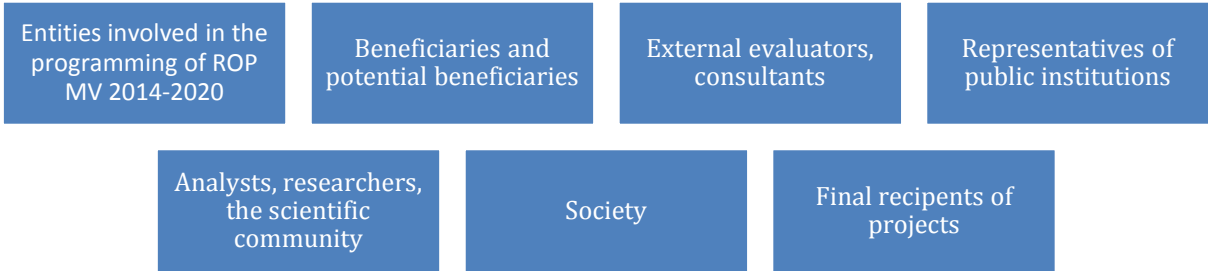 Entities involved in the
programming of ROP
MV 2014-2020
Beneficiaries and
potential beneficiaries
External evaluators,
consultants
Representatives of
public institutions
Analysts, researchers,
the scientific
community
Society
Final recipents of
projects